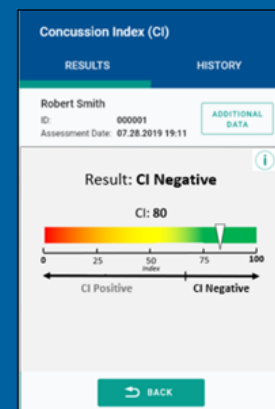 Concussion Index (CI)
RESULTS HISTORY
Robert Smith
ID: 000001
Assessment Date: 07.28.2019 19:11
ADDITIONAL
DATA
i
Result: CI Negative
CI: 80
0 25 50 75 100
Index
CI Positive CI Negative
BACK